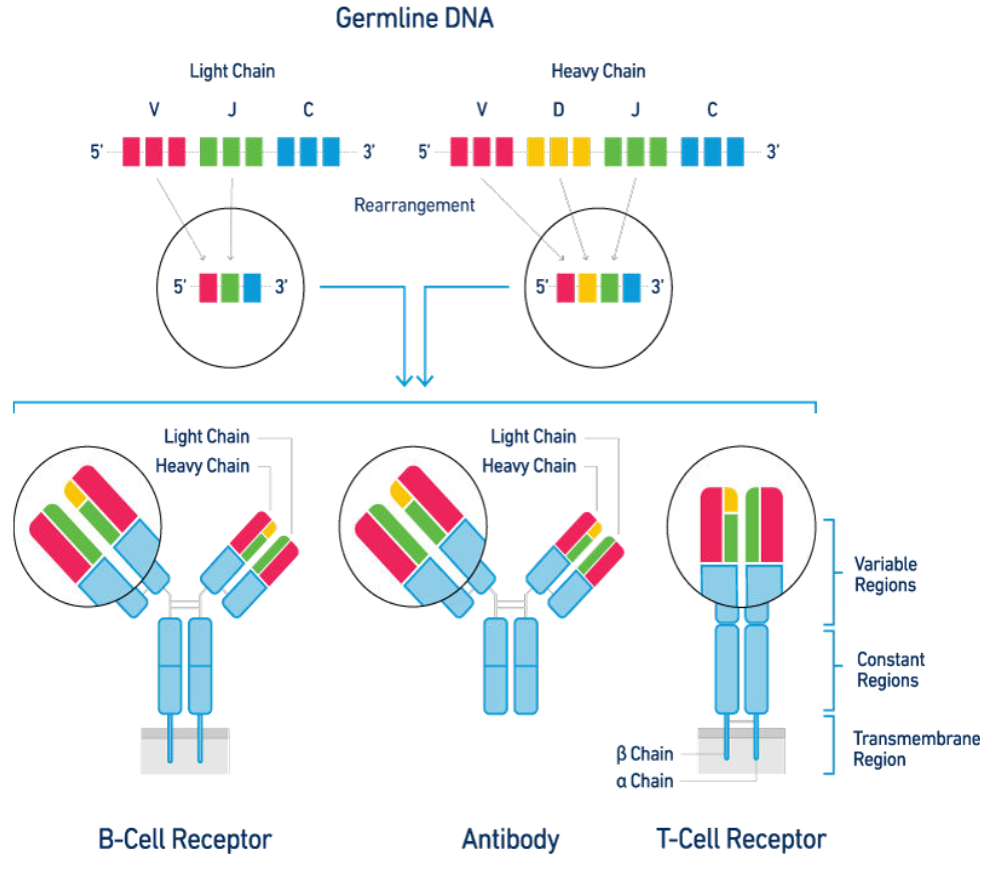 Germline DNA
Light Chain
Heavy Chain
V J C
V D J C
5’ 3’
5’ 3’
Rearrangement
5’ 3’
5’ 3’
Light Chain
Heavy Chain
Light Chain
Heavy Chain
Variable
Regions
Constant
Regions
Transmembrane
Region
β Chain
α Chain
B-Cell Receptor
Antibody
T-Cell Receptor